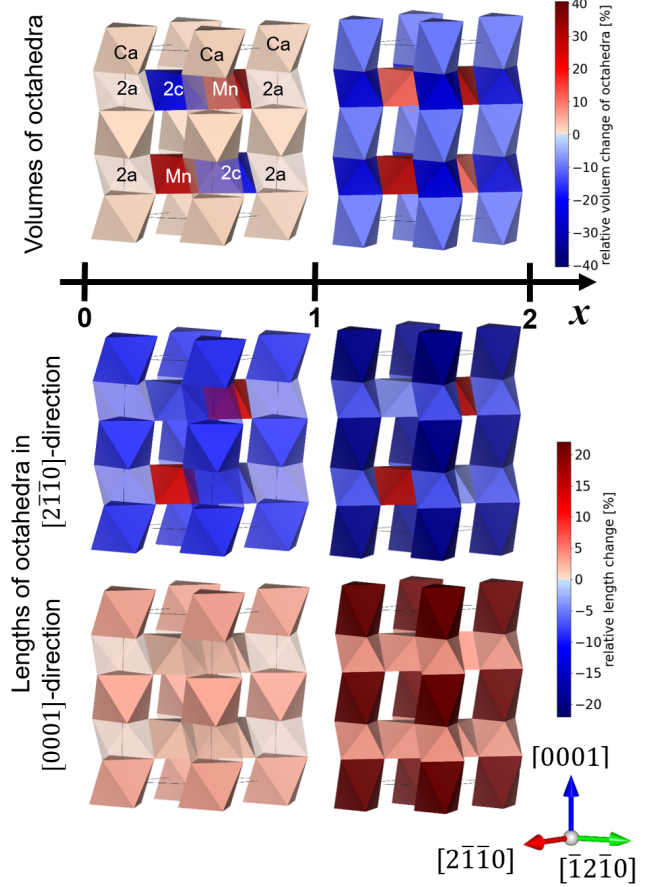 Volumes of octahedra
Ca Ca Ca
2a 2c Mn 2a
2a Mn 2c 2a
40
30
20
10
0
−10
−20
−30
−40
relative voluem change of octahedra [%]
0 1 2 x
Lengths of octahedra in
[2̄1̄10]-direction
[0001]-direction
20
15
10
5
0
−5
−10
−15
−20
relative length change [%]
[0001]
[21̄1̄0] [1̄21̄0]